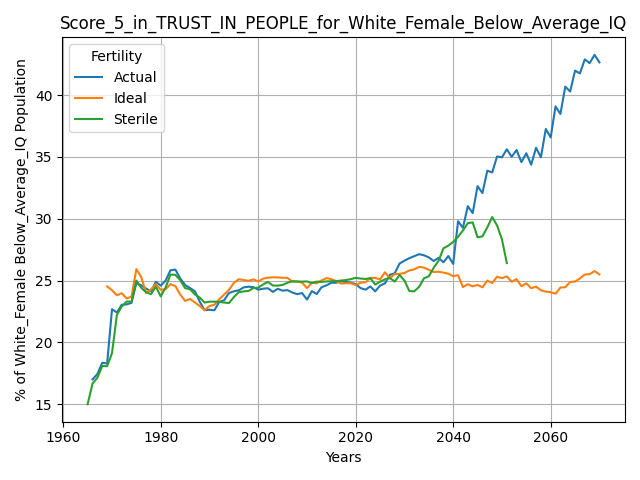 Score_5_in_TRUST_IN_PEOPLE_for_White_Female_Below_Average_IQ
Fertility
Actual
Ideal
Sterile
% of White_Female Below_Average_IQ Population
40
35
30
25
20
15
1960
1980
2000
2020
2040
2060
Years